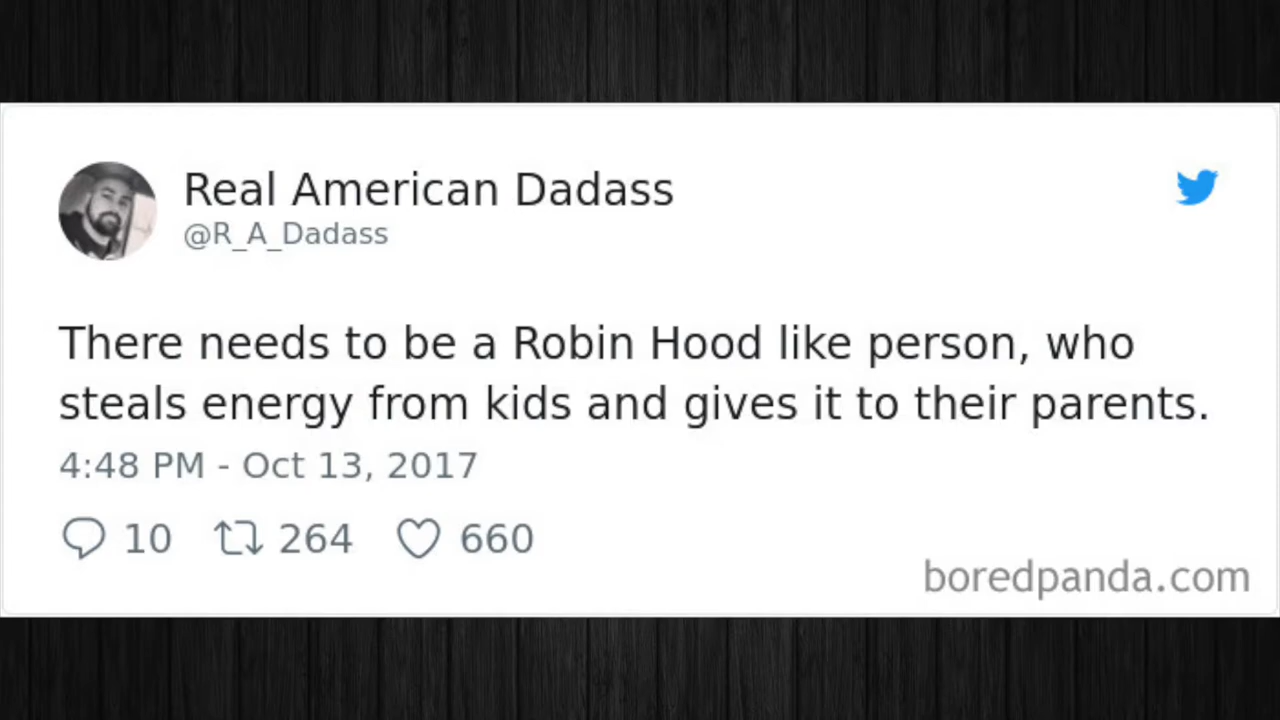 Real American Dadass
@R_A_Dadass
There needs to be a Robin Hood like person, who
steals energy from kids and gives it to their parents.
4:48 PM - Oct 13, 2017
10 264 660
boredpanda.com